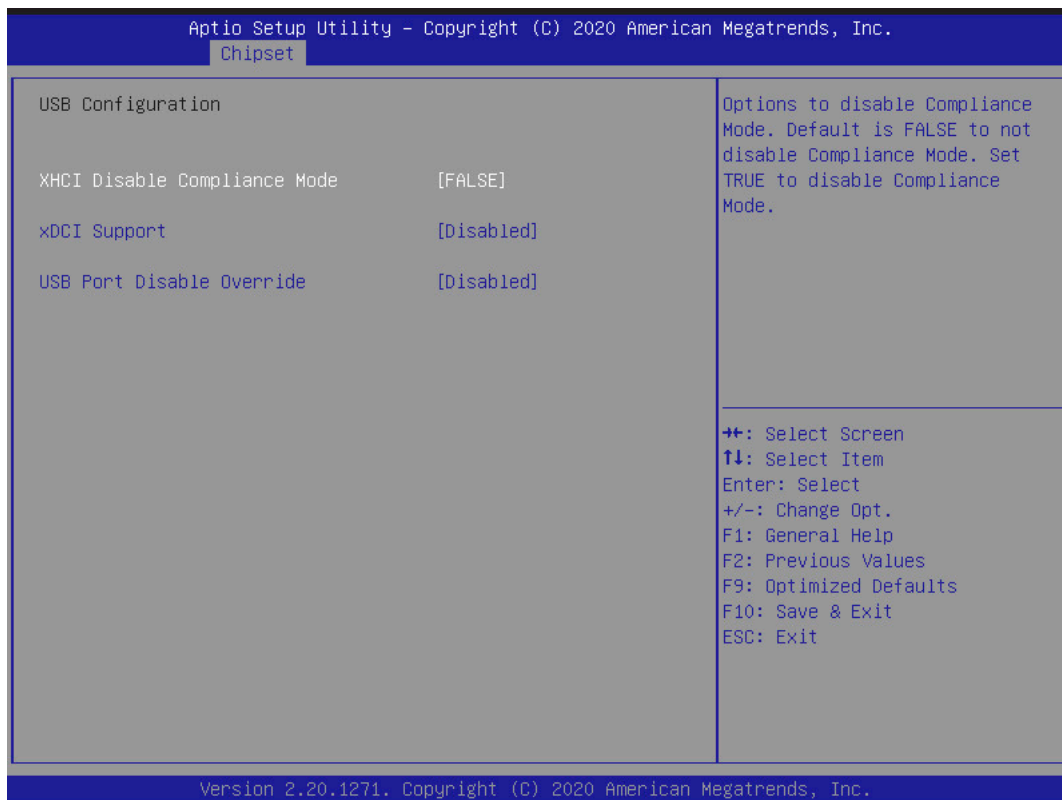 Aptio Setup Utility – Copyright (C) 2020 American Megatrends, Inc.
Chipset
USB Configuration
XHCI Disable Compliance Mode [FALSE]
xDCI Support [Disabled]
USB Port Disable Override [Disabled]
Options to disable Compliance
Mode. Default is FALSE to not
disable Compliance Mode. Set
TRUE to disable Compliance
Mode.
→←: Select Screen
↑↓: Select Item
Enter: Select
+/-: Change Opt.
F1: General Help
F2: Previous Values
F9: Optimized Defaults
F10: Save & Exit
ESC: Exit
Version 2.20.1271. Copyright (C) 2020 American Megatrends, Inc.